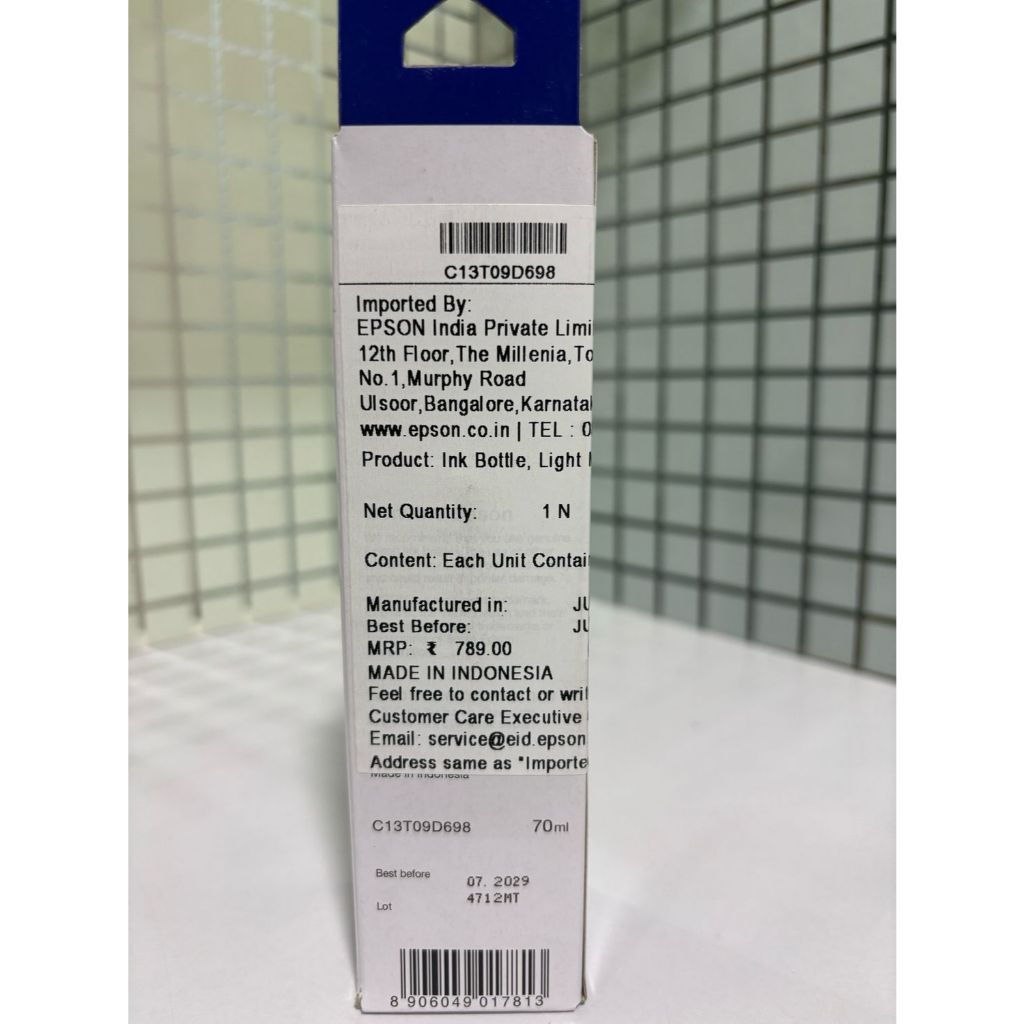 C13T09D698
Imported By:
EPSON India Private Limi
12th Floor,The Millenia,To
No.1,Murphy Road
Ulsoor,Bangalore,Karnatak
www.epson.co.in | TEL : 0
Product: Ink Bottle, Light
Net Quantity: 1 N
Content: Each Unit Contai
Manufactured in: JU
Best Before: JU
MRP: ₹ 789.00
MADE IN INDONESIA
Feel free to contact or writ
Customer Care Executive
Email: service@eid.epson
Address same as "Importe
Made in Indonesia
C13T09D698 70ml
Best before 07. 2029
Lot 4712MT
8 906049 017813